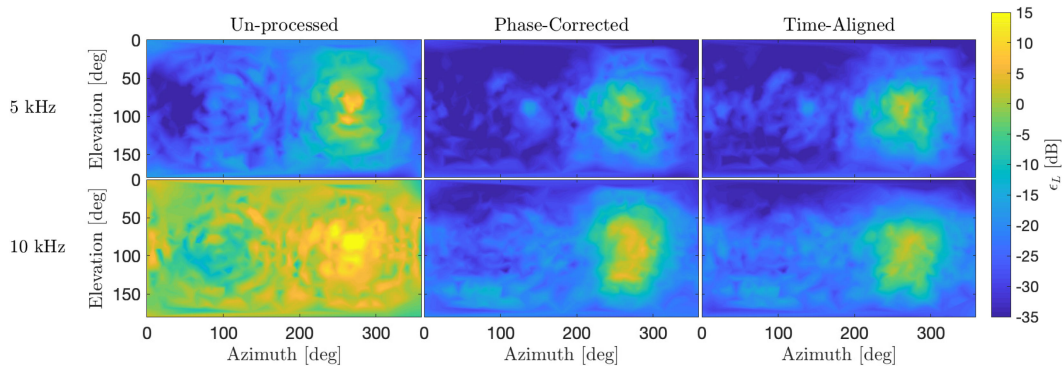 Un-processed Phase-Corrected Time-Aligned
5 kHz
10 kHz
Elevation [deg]
0
50
100
150
Elevation [deg]
0
50
100
150
0 100 200 300
0 100 200 300
0 100 200 300
Azimuth [deg] Azimuth [deg] Azimuth [deg]
15
10
5
0
-5
-10
-15
-20
-25
-30
-35
ϵL [dB]